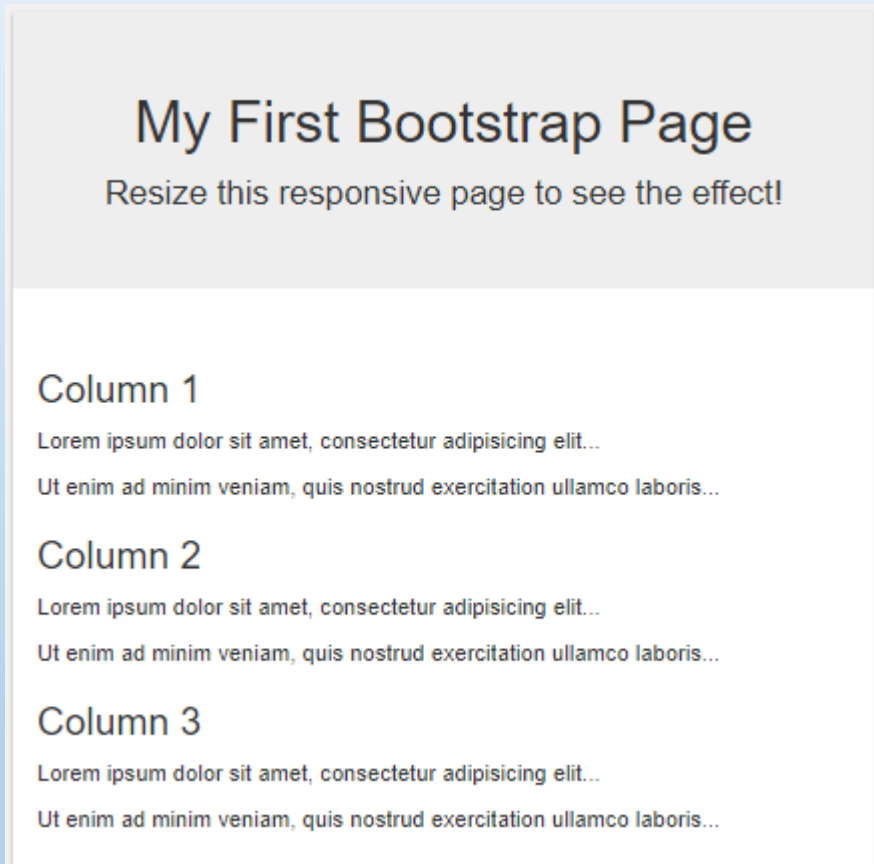 My First Bootstrap Page
Resize this responsive page to see the effect!
Column 1
Lorem ipsum dolor sit amet, consectetur adipisicing elit...
Ut enim ad minim veniam, quis nostrud exercitation ullamco laboris...
Column 2
Lorem ipsum dolor sit amet, consectetur adipisicing elit...
Ut enim ad minim veniam, quis nostrud exercitation ullamco laboris...
Column 3
Lorem ipsum dolor sit amet, consectetur adipisicing elit...
Ut enim ad minim veniam, quis nostrud exercitation ullamco laboris...